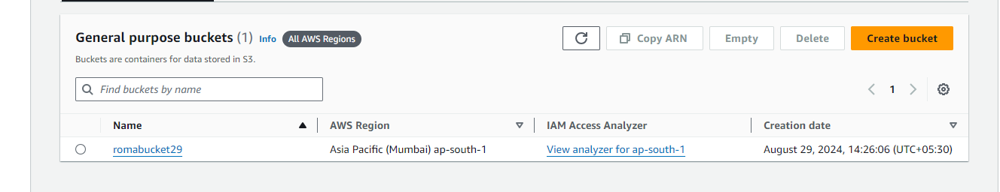 General purpose buckets (1) Info All AWS Regions
Copy ARN Empty Delete Create bucket
Buckets are containers for data stored in S3.
Find buckets by name
1
Name AWS Region IAM Access Analyzer Creation date
romabucket29 Asia Pacific (Mumbai) ap-south-1 View analyzer for ap-south-1 August 29, 2024, 14:26:06 (UTC+05:30)